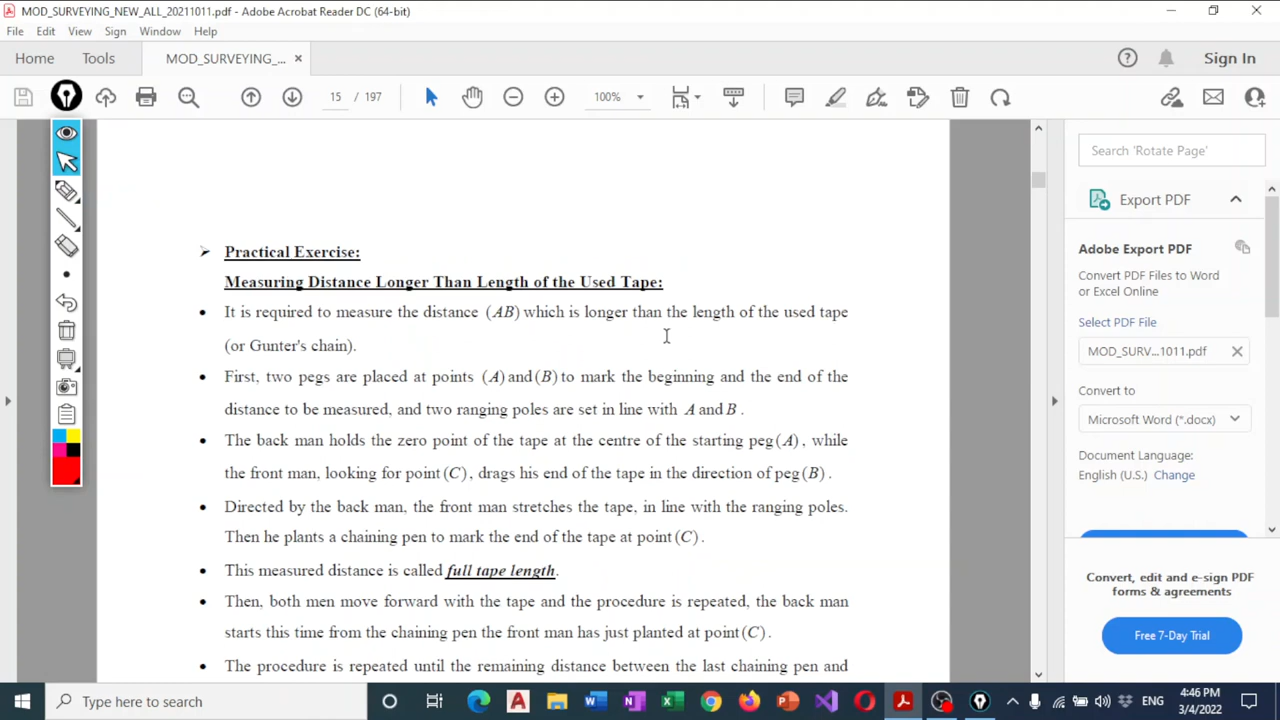 MOD_SURVEYING_NEW_ALL_20211011.pdf - Adobe Acrobat Reader DC (64-bit)
File Edit View Sign Window Help
Home Tools MOD_SURVEYING_... × Sign In
15 / 197 100%
Search 'Rotate Page'
Export PDF
Adobe Export PDF
Convert PDF Files to Word
or Excel Online
Select PDF File
MOD_SURV...1011.pdf
Convert to
Microsoft Word (*.docx)
Document Language:
English (U.S.) Change
Convert, edit and e-sign PDF
forms & agreements
Free 7-Day Trial
➢ Practical Exercise:
Measuring Distance Longer Than Length of the Used Tape:
• It is required to measure the distance (AB) which is longer than the length of the used tape
(or Gunter's chain).
• First, two pegs are placed at points (A) and (B) to mark the beginning and the end of the
distance to be measured, and two ranging poles are set in line with A and B.
• The back man holds the zero point of the tape at the centre of the starting peg (A), while
the front man, looking for point (C), drags his end of the tape in the direction of peg (B).
• Directed by the back man, the front man stretches the tape, in line with the ranging poles.
Then he plants a chaining pen to mark the end of the tape at point (C).
• This measured distance is called full tape length.
• Then, both men move forward with the tape and the procedure is repeated, the back man
starts this time from the chaining pen the front man has just planted at point (C).
• The procedure is repeated until the remaining distance between the last chaining pen and
Type here to search
ENG
4:46 PM
3/4/2022